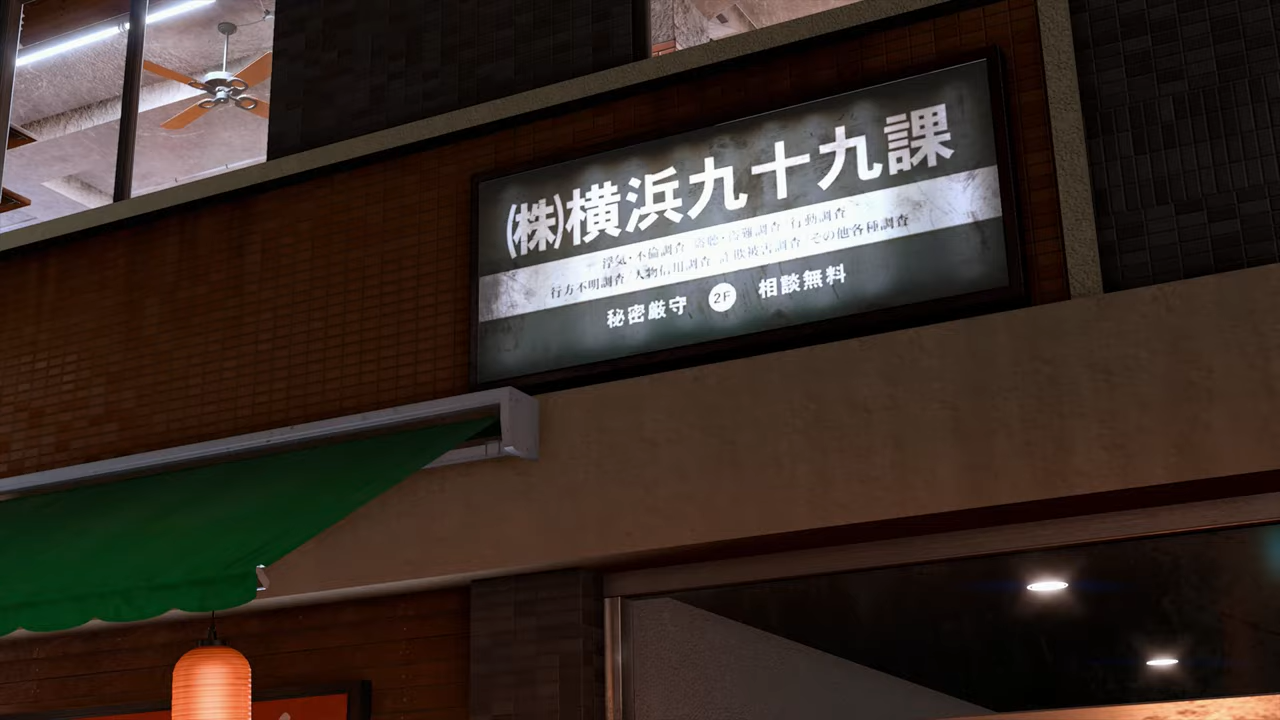 ㈱横浜九十九課
浮気・不倫調査 盗聴・盗難調査 行動調査
行方不明調査 人物信用調査 詐欺被害調査 その他各種調査
秘密厳守 2F 相談無料